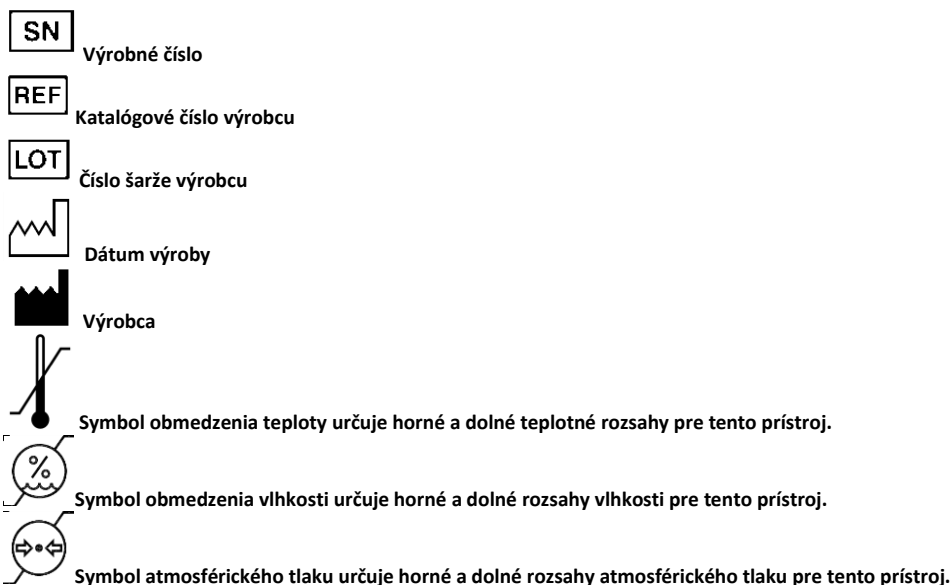 SN
Výrobné číslo
REF
Katalógové číslo výrobcu
LOT
Číslo šarže výrobcu
Dátum výroby
Výrobca
Symbol obmedzenia teploty určuje horné a dolné teplotné rozsahy pre tento prístroj.
%
Symbol obmedzenia vlhkosti určuje horné a dolné rozsahy vlhkosti pre tento prístroj.
Symbol atmosférického tlaku určuje horné a dolné rozsahy atmosférického tlaku pre tento prístroj.